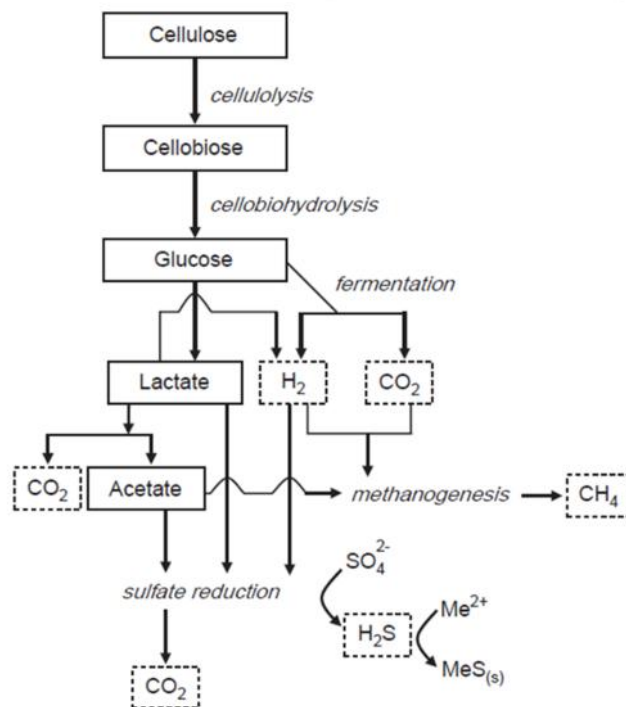 Cellulose
cellulolysis
Cellobiose
cellobiohydrolysis
Glucose
fermentation
Lactate
H₂
CO₂
CO₂
Acetate
methanogenesis
CH₄
sulfate reduction
SO₄²⁻
H₂S
Me²⁺
MeS₍s₎
CO₂